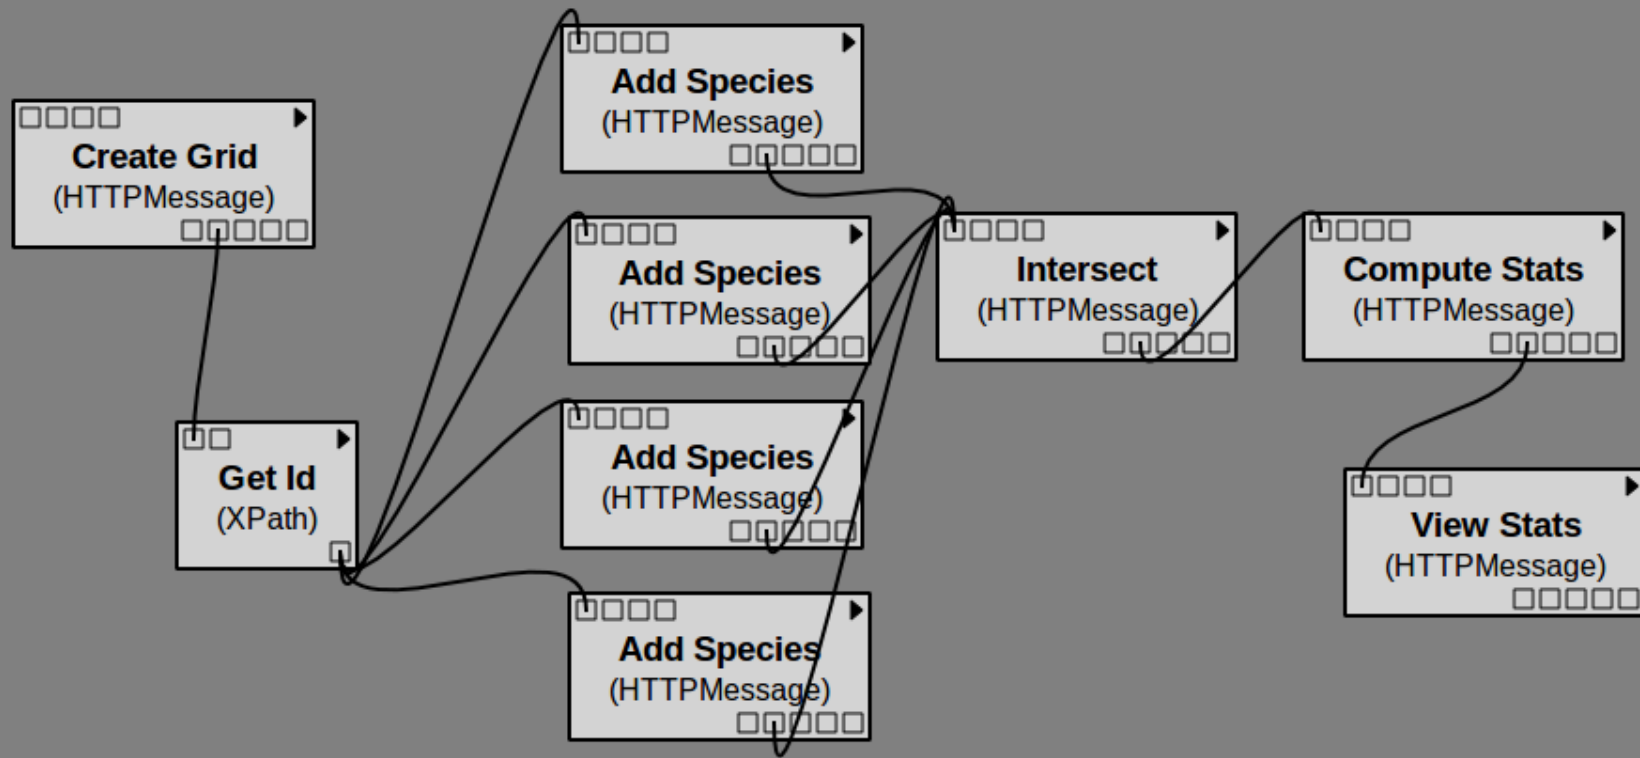 Create Grid
(HTTPMessage)
Get Id
(XPath)
Add Species
(HTTPMessage)
Add Species
(HTTPMessage)
Add Species
(HTTPMessage)
Add Species
(HTTPMessage)
Intersect
(HTTPMessage)
Compute Stats
(HTTPMessage)
View Stats
(HTTPMessage)